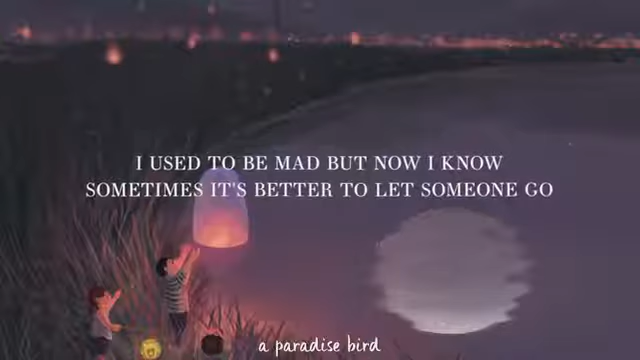 I USED TO BE MAD BUT NOW I KNOW
SOMETIMES IT'S BETTER TO LET SOMEONE GO
a paradise bird